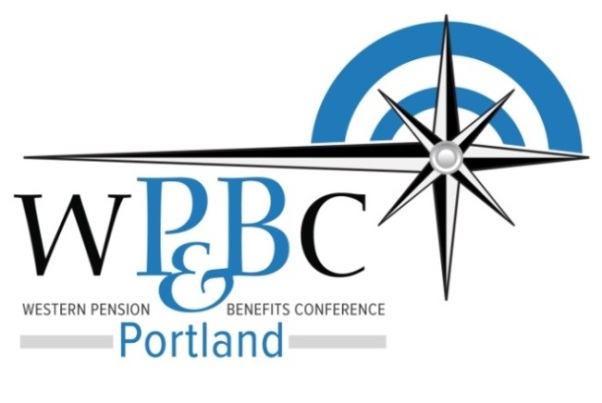 WP&BC
WESTERN PENSION & BENEFITS CONFERENCE
Portland